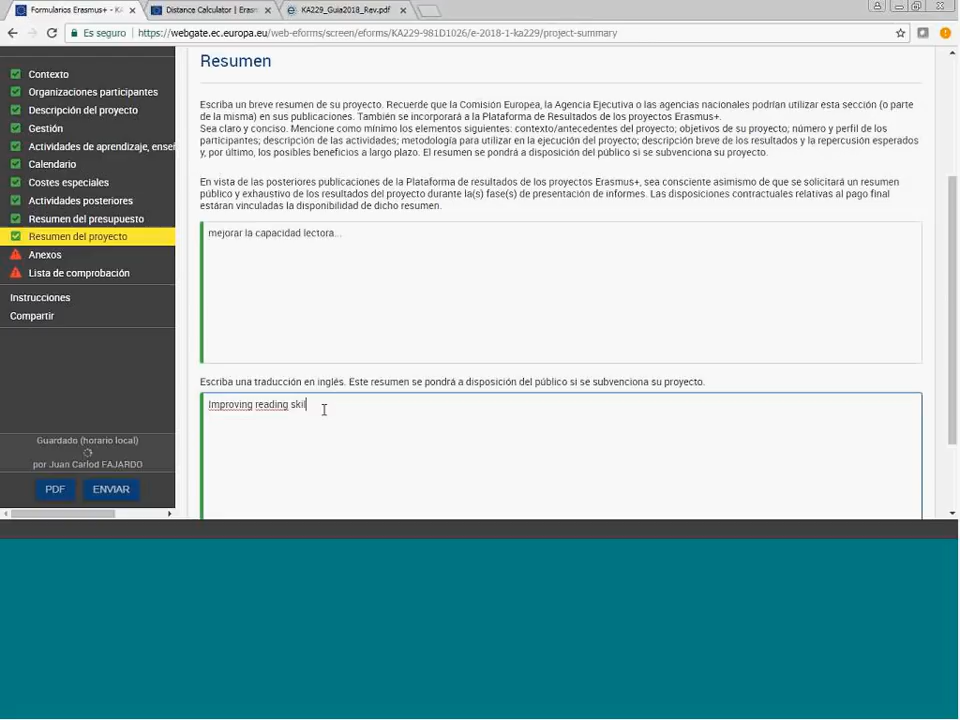 Formularios Erasmus+ - KA
Distance Calculator | Erasm
KA229_Guia2018_Rev.pdf
Es seguro
https://webgate.ec.europa.eu/web-eforms/screen/eforms/KA229-981D1026/e-2018-1-ka229/project-summary
Contexto
Organizaciones participantes
Descripción del proyecto
Gestión
Actividades de aprendizaje, enseñ
Calendario
Costes especiales
Actividades posteriores
Resumen del presupuesto
Resumen del proyecto
Anexos
Lista de comprobación
Instrucciones
Compartir
Guardado (horario local)
por Juan Carlod FAJARDO
PDF
ENVIAR
Resumen
Escriba un breve resumen de su proyecto. Recuerde que la Comisión Europea, la Agencia Ejecutiva o las agencias nacionales podrían utilizar esta sección (o parte
de la misma) en sus publicaciones. También se incorporará a la Plataforma de Resultados de los proyectos Erasmus+.
Sea claro y conciso. Mencione como mínimo los elementos siguientes: contexto/antecedentes del proyecto; objetivos de su proyecto; número y perfil de los
participantes; descripción de las actividades; metodología para utilizar en la ejecución del proyecto; descripción breve de los resultados y la repercusión esperados
y, por último, los posibles beneficios a largo plazo. El resumen se pondrá a disposición del público si se subvenciona su proyecto.
En vista de las posteriores publicaciones de la Plataforma de resultados de los proyectos Erasmus+, sea consciente asimismo de que se solicitará un resumen
público y exhaustivo de los resultados del proyecto durante la(s) fase(s) de presentación de informes. Las disposiciones contractuales relativas al pago final
estáran vinculadas la disponibilidad de dicho resumen.
mejorar la capacidad lectora...
Escriba una traducción en inglés. Este resumen se pondrá a disposición del público si se subvenciona su proyecto.
Improving reading skil